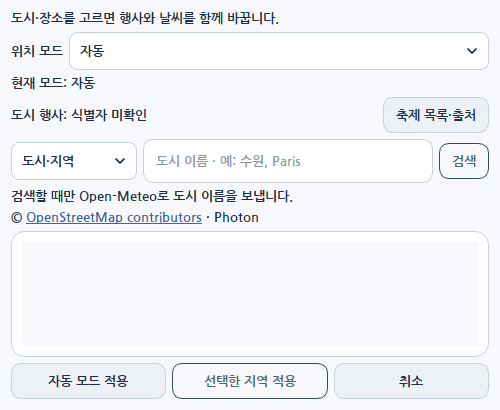 도시·장소를 고르면 행사와 날씨를 함께 바꿉니다.
위치 모드 자동
현재 모드: 자동
도시 행사: 식별자 미확인 축제 목록·출처
도시·지역 도시 이름 · 예: 수원, Paris 검색
검색할 때만 Open-Meteo로 도시 이름을 보냅니다.
© OpenStreetMap contributors · Photon
자동 모드 적용 선택한 지역 적용 취소